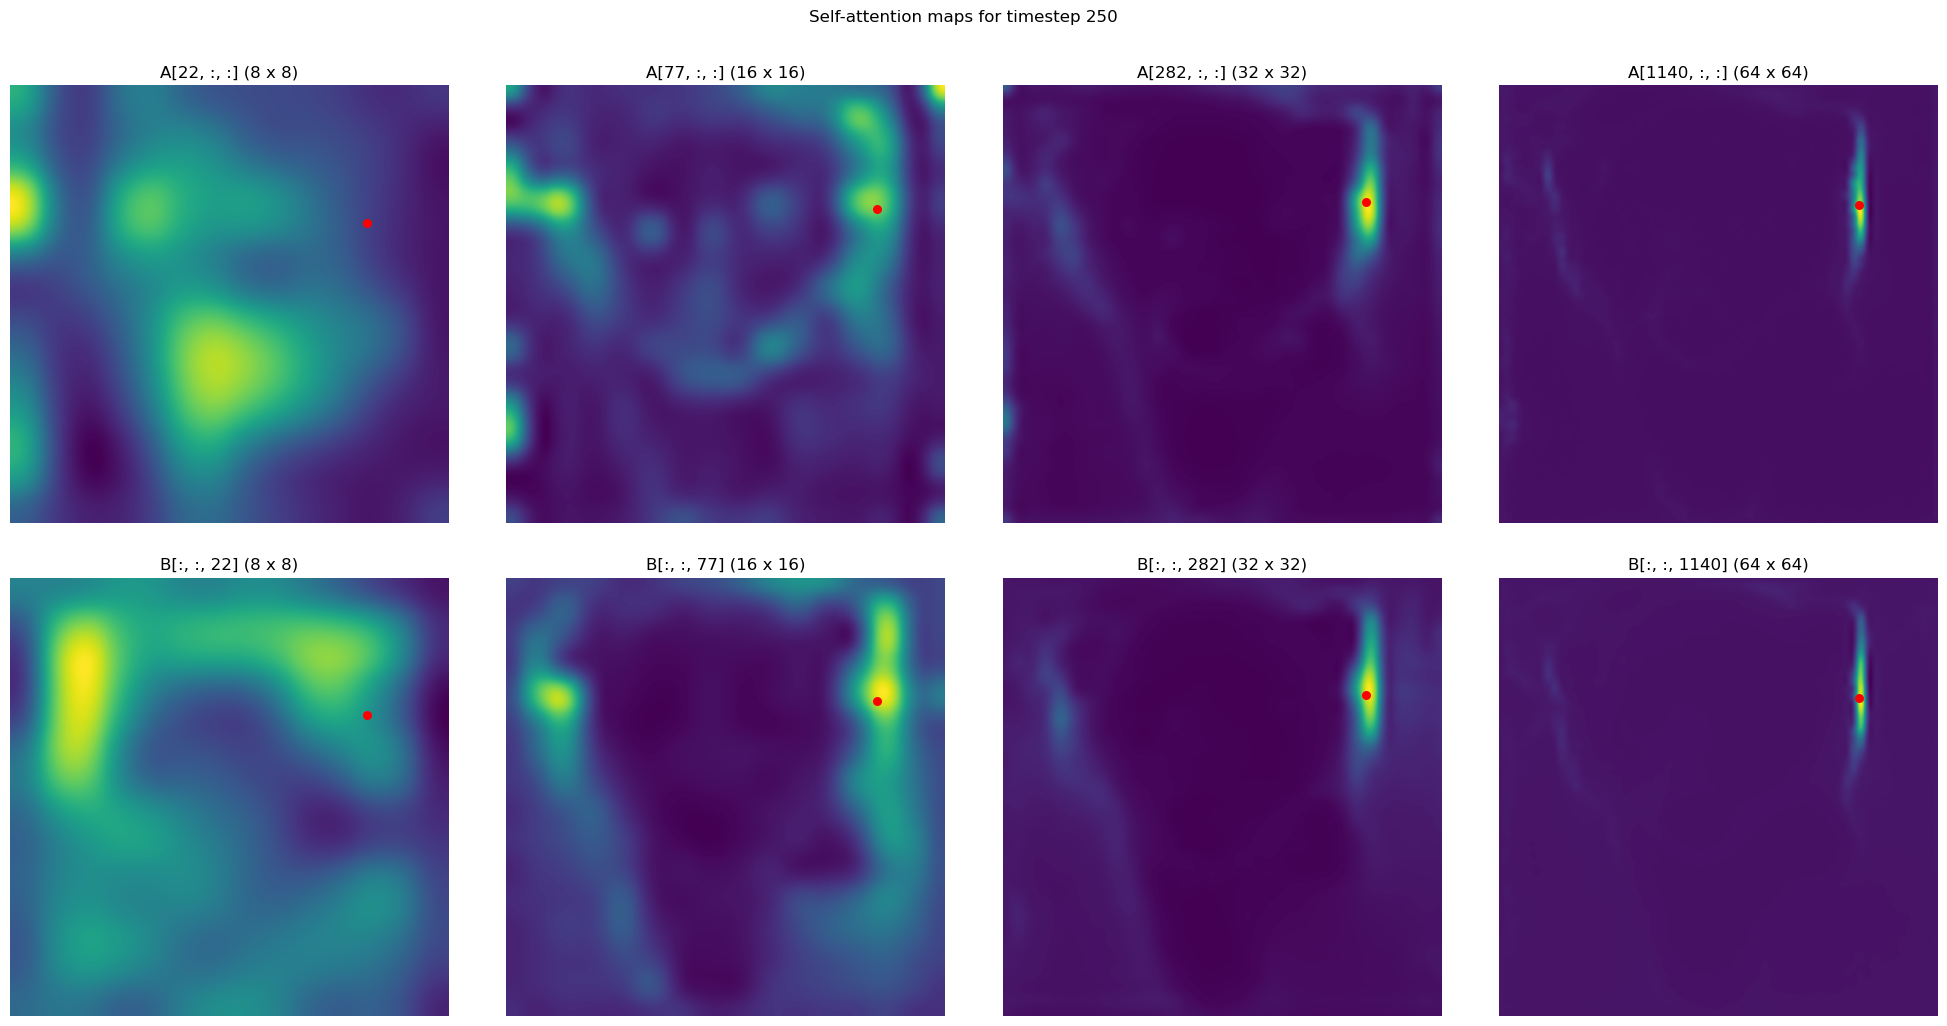 Self-attention maps for timestep 250
A[22, :, :] (8 x 8)
A[77, :, :] (16 x 16)
A[282, :, :] (32 x 32)
A[1140, :, :] (64 x 64)
B[:, :, 22] (8 x 8)
B[:, :, 77] (16 x 16)
B[:, :, 282] (32 x 32)
B[:, :, 1140] (64 x 64)